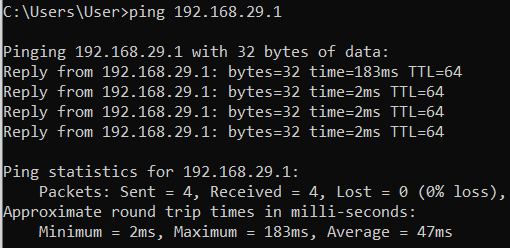 C:\Users\User>ping 192.168.29.1
Pinging 192.168.29.1 with 32 bytes of data:
Reply from 192.168.29.1: bytes=32 time=183ms TTL=64
Reply from 192.168.29.1: bytes=32 time=2ms TTL=64
Reply from 192.168.29.1: bytes=32 time=2ms TTL=64
Reply from 192.168.29.1: bytes=32 time=2ms TTL=64
Ping statistics for 192.168.29.1:
    Packets: Sent = 4, Received = 4, Lost = 0 (0% loss),
Approximate round trip times in milli-seconds:
    Minimum = 2ms, Maximum = 183ms, Average = 47ms